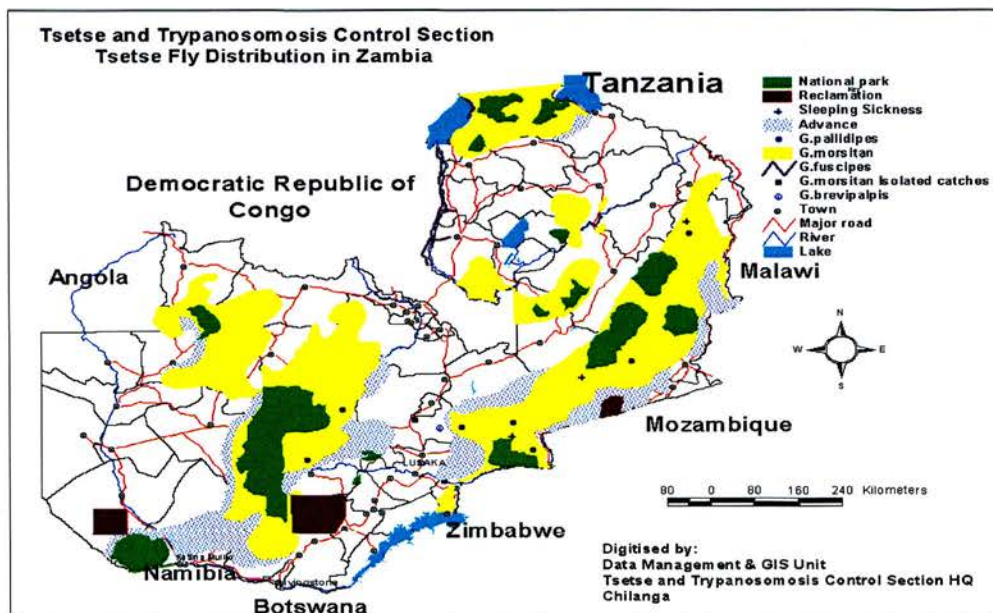 Tsetse and Trypanosomosis Control Section
Tsetse Fly Distribution in Zambia
Tanzania
National park
Reclamation
Sleeping Sickness
Advance
G.pallidipes
G.morsitan
G.fuscipes
G.morsitan Isolated catches
G.brevipalpis
Town
Major road
River
Lake
Democratic Republic of
Congo
Angola
Malawi
N
W E
S
Mozambique
LUSAKA
80 0 80 160 240 Kilometers
Zimbabwe
Namibia
Livingstone
Botswana
Digitised by:
Data Management & GIS Unit
Tsetse and Trypanosomosis Control Section HQ
Chilanga